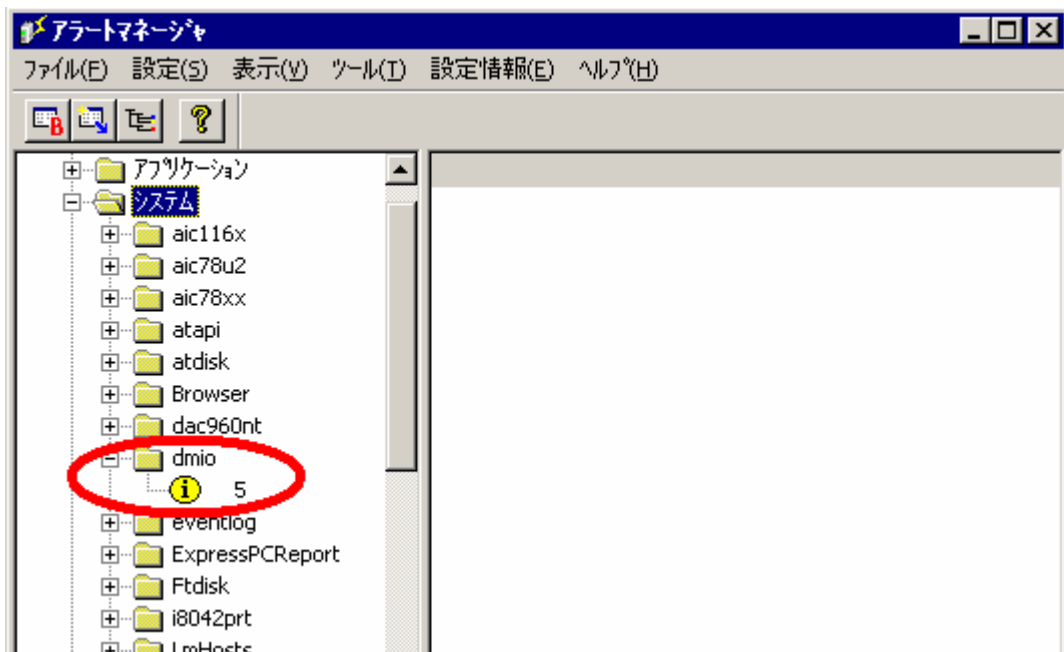 アラートマネージャ
ファイル(F) 設定(S) 表示(V) ツール(T) 設定情報(E) ヘルプ(H)
B ?
アプリケーション
システム
aic116x
aic78u2
aic78xx
atapi
atdisk
Browser
dac960nt
dmio
i 5
eventlog
ExpressPCReport
Ftdisk
i8042prt
LmHosts